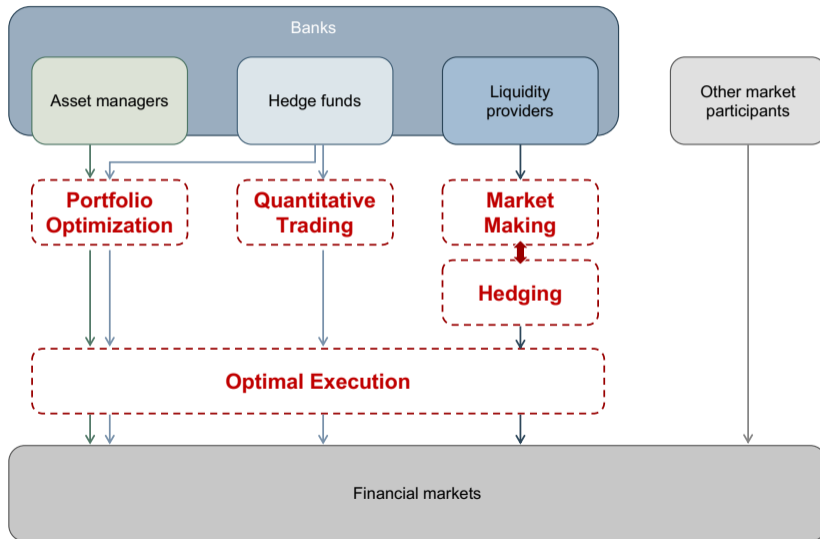 Banks
Asset managers
Hedge funds
Liquidity
providers
Other market
participants
Portfolio
Optimization
Quantitative
Trading
Market
Making
Hedging
Optimal Execution
Financial markets